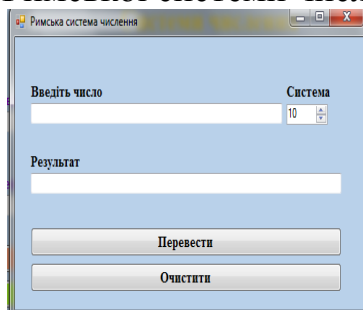 Римська система числення
Введіть число Система
10
Результат
Перевести
Очистити